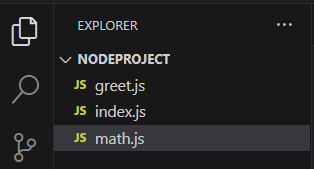 EXPLORER ...
NODEPROJECT
JS greet.js
JS index.js
JS math.js